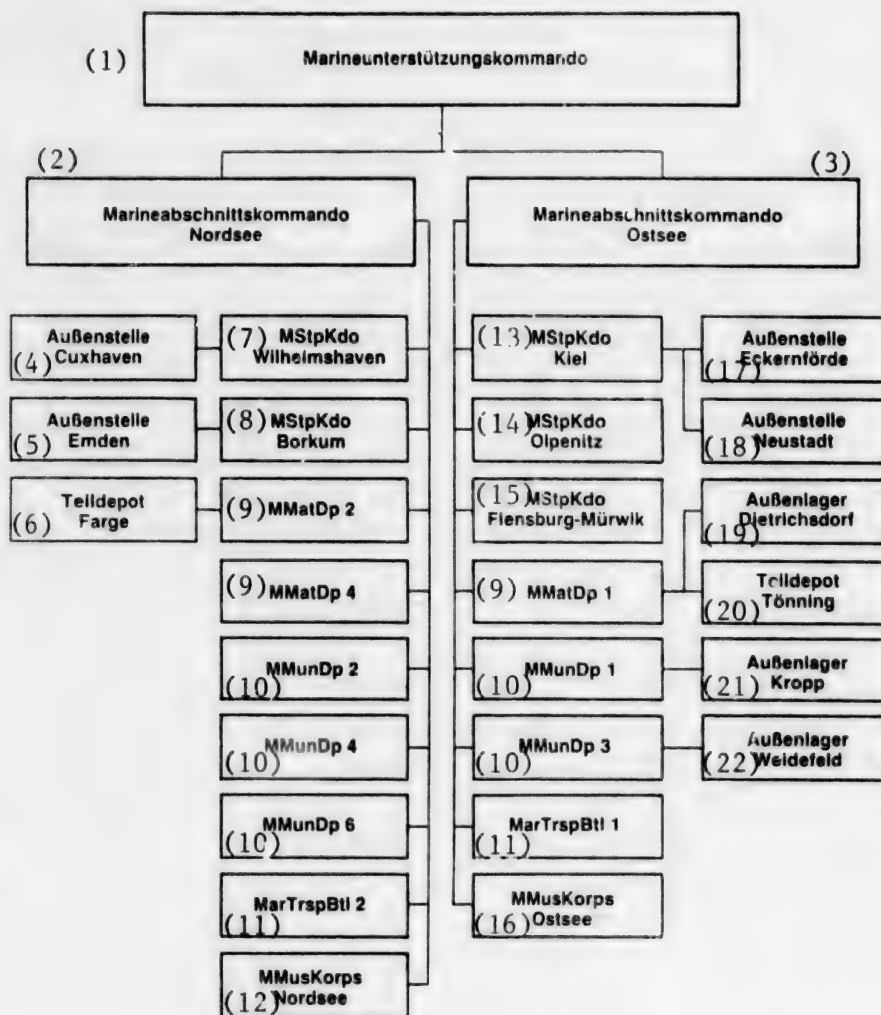 (1)
Marineunterstützungskommando
(2)
(3)
Marineabschnittskommando
Nordsee
Marineabschnittskommando
Ostsee
(4)
Außenstelle
Cuxhaven
(7)
MStpKdo
Wilhelmshaven
(13)
MStpKdo
Kiel
(17)
Außenstelle
Eckernförde
(5)
Außenstelle
Emden
(8)
MStpKdo
Borkum
(14)
MStpKdo
Olpenitz
(18)
Außenstelle
Neustadt
(6)
Teildepot
Farge
(9)
MMatDp 2
(15)
MStpKdo
Flensburg-Mürwik
(19)
Außenlager
Dietrichsdorf
(9)
MMatDp 4
(9)
MMatDp 1
(20)
Teildepot
Tönning
(10)
MMunDp 2
(10)
MMunDp 1
(21)
Außenlager
Kropp
(10)
MMunDp 4
(10)
MMunDp 3
(22)
Außenlager
Weidefeld
(10)
MMunDp 6
(11)
MarTrspBtl 1
(11)
MarTrspBtl 2
(16)
MMusKorps
Ostsee
(12)
MMusKorps
Nordsee